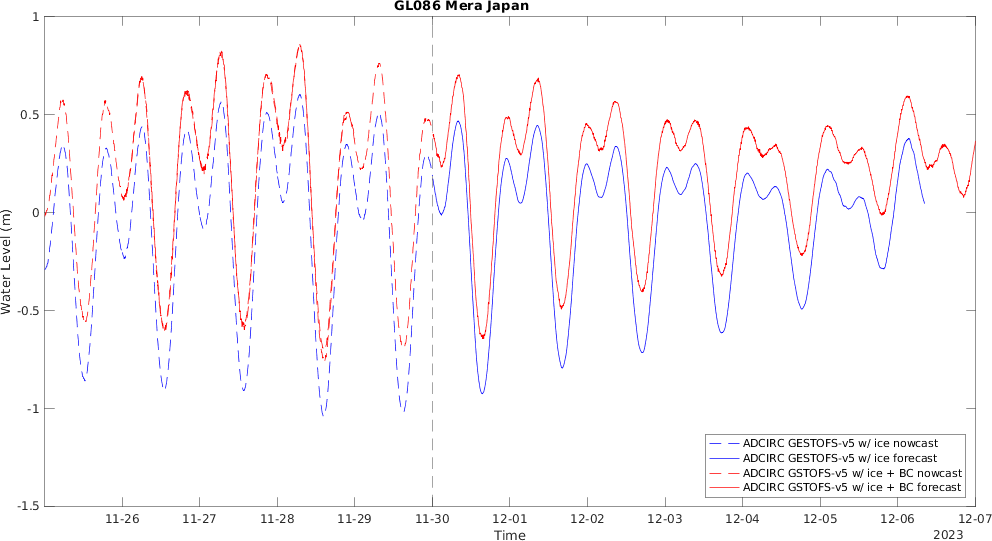 GL086 Mera Japan
1
0.5
0
-0.5
-1
-1.5
Water Level (m)
11-26 11-27 11-28 11-29 11-30 12-01 12-02 12-03 12-04 12-05 12-06 12-07
Time
2023
ADCIRC GESTOFS-v5 w/ ice nowcast
ADCIRC GESTOFS-v5 w/ ice forecast
ADCIRC GSTOFS-v5 w/ ice + BC nowcast
ADCIRC GSTOFS-v5 w/ ice + BC forecast